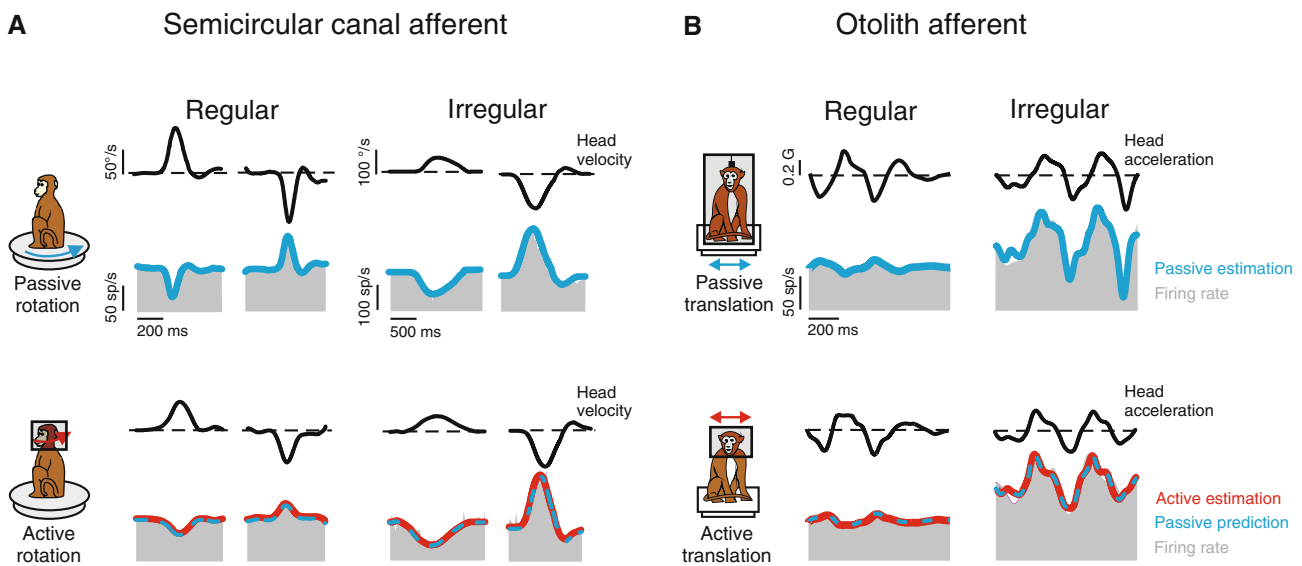 A
Semicircular canal afferent
B
Otolith afferent
Regular
Irregular
Regular
Irregular
50°/s
100 °/s
Head
velocity
0.2 G
Head
acceleration
Passive
rotation
50 sp/s
200 ms
100 sp/s
500 ms
Passive
translation
50 sp/s
200 ms
Passive estimation
Firing rate
Head
velocity
Head
acceleration
Active
rotation
Active
translation
Active estimation
Passive prediction
Firing rate